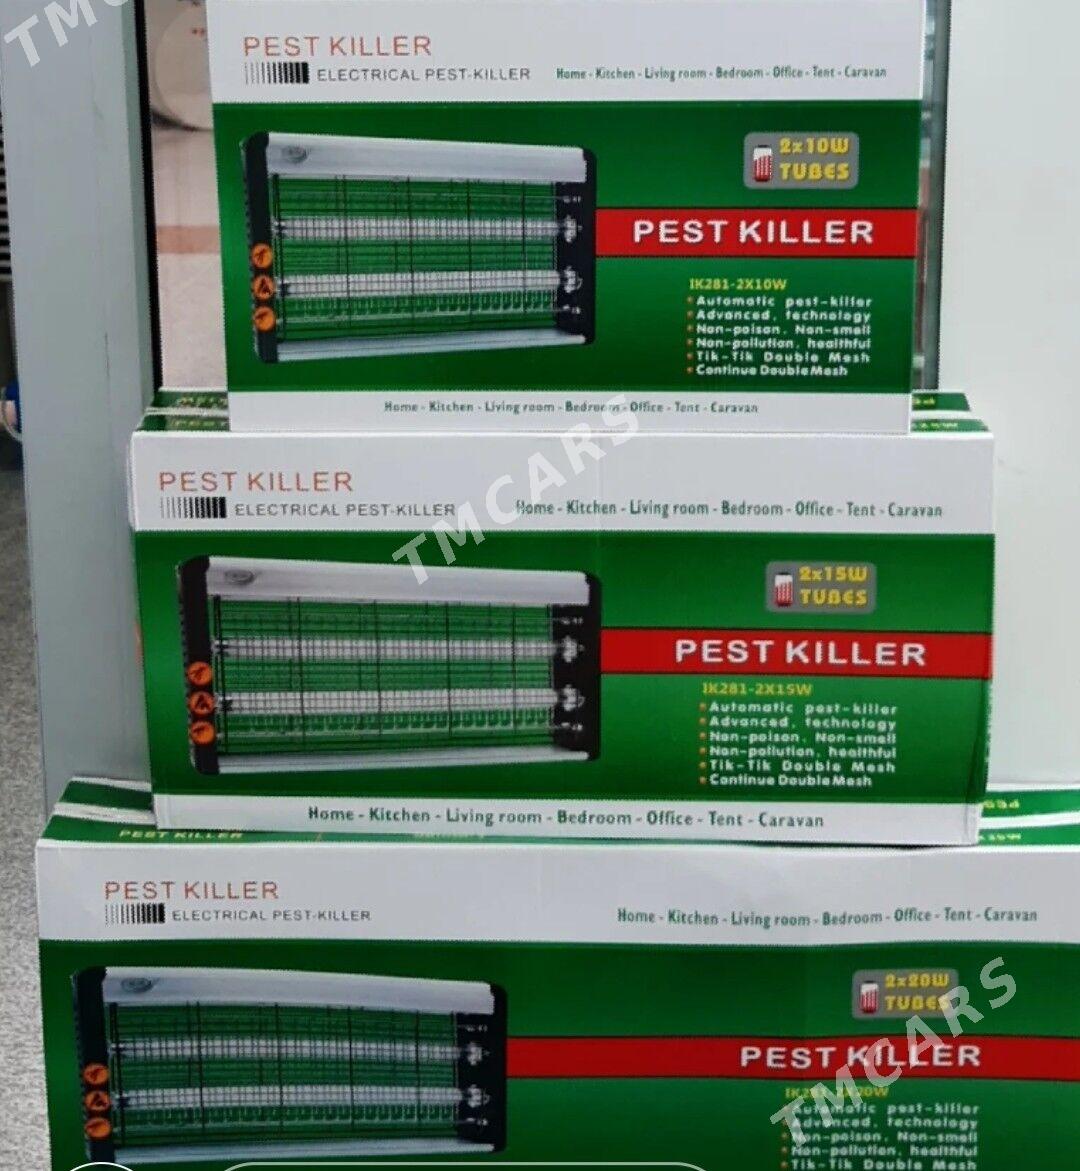 TMC
PEST KILLER
ELECTRICAL PEST-KILLER
Home - Kitchen - Living room - Bedroom - Office - Tent - Caravan
2x10W
TUBES
PEST KILLER
IK281-2X10W
Automatic pest-killer
Advanced, technology
Non-poison. Non-smell
Non-pollution, healthful
Tik-Tik Double Mesh
Continue Double Mesh
Home - Kitchen - Living room - Bedroom - Office - Tent - Caravan
PEST KILLER
ELECTRICAL PEST-KILLER
Home - Kitchen - Living room - Bedroom - Office - Tent - Caravan
TMCARS
2x15W
TUBES
PEST KILLER
IK281-2X15W
Automatic pest-killer
Advanced, technology
Non-poison, Non-smell
Non-pollution, healthful
Tik-Tik Double Mesh
Continue Double Mesh
Home - Kitchen - Living room - Bedroom - Office - Tent - Caravan
PEST KILLER
PEST KILLER
ELECTRICAL PEST-KILLER
Home - Kitchen - Living room - Bedroom - Office - Tent - Caravan
2x20W
TUBES
PEST KILLER
IK281-2X20W
Automatic pest-killer
Advanced, technology
Non-poison, Non-smell
Non-pollution, healthful
Tik-Tik Double Mesh
TMCARS